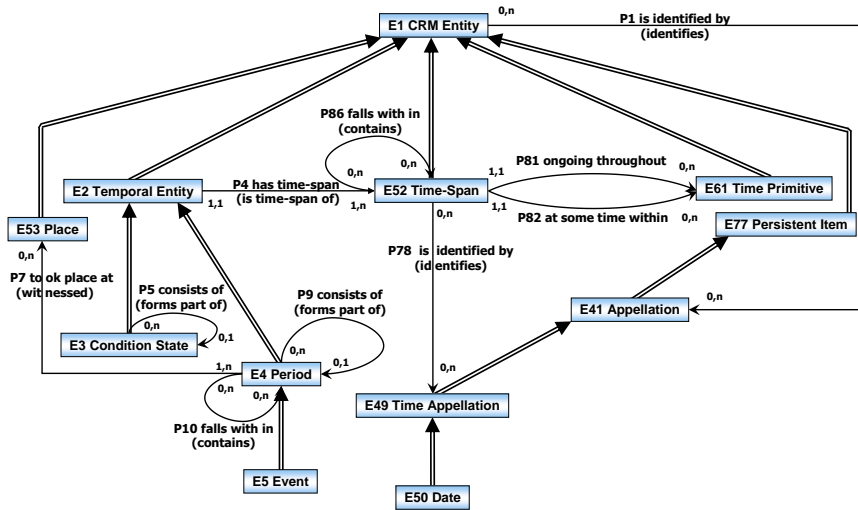 0,n
P1 is identified by
(identifies)
E1 CRM Entity
P86 falls with in
(contains)
0,n
0,n
P81 ongoing throughout
1,1
0,n
E2 Temporal Entity
P4 has time-span
(is time-span of)
1,1
1,n
E52 Time-Span
1,1
0,n
P82 at some time within
0,n
E61 Time Primitive
E53 Place
E77 Persistent Item
0,n
P7 to ok place at
(witnessed)
P78 is identified by
(identifies)
P5 consists of
(forms part of)
0,n
0,1
P9 consists of
(forms part of)
0,n
0,1
E41 Appellation
0,n
E3 Condition State
1,n
E4 Period
0,n
0,n
0,n
E49 Time Appellation
P10 falls with in
(contains)
E5 Event
E50 Date